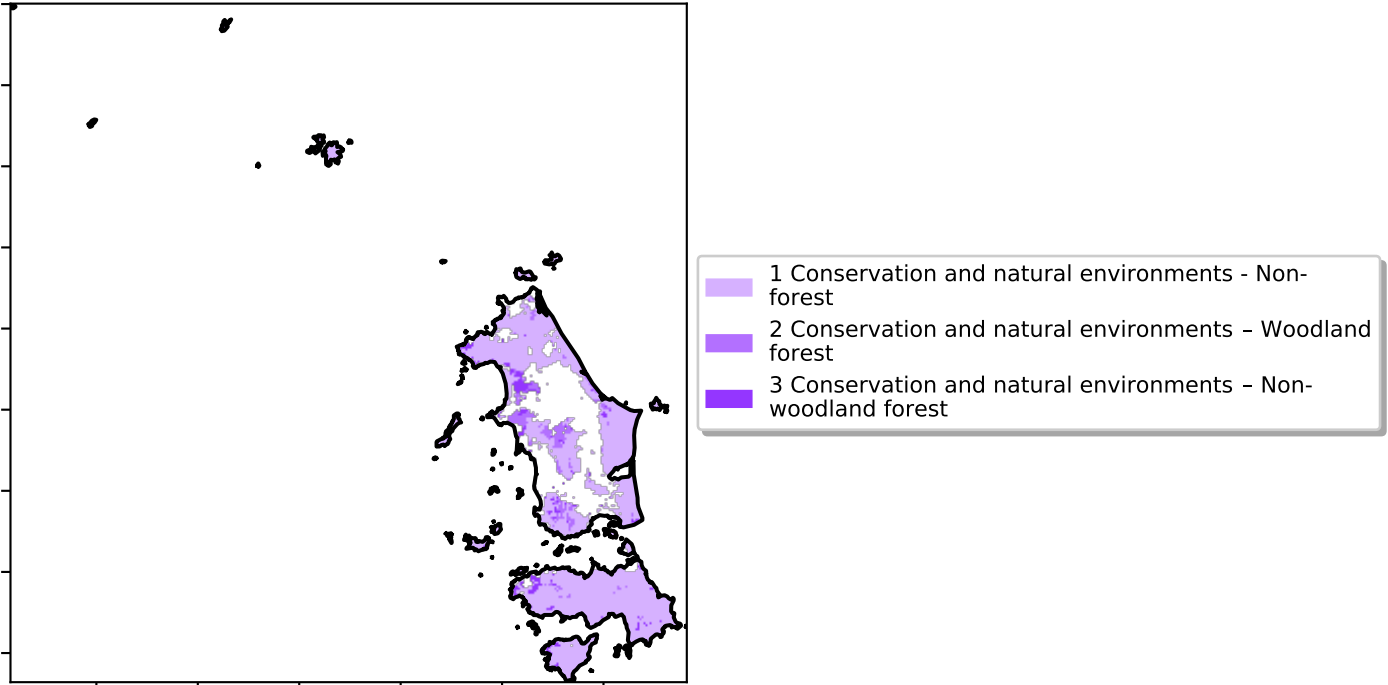 1 Conservation and natural environments - Non-
forest
2 Conservation and natural environments – Woodland
forest
3 Conservation and natural environments – Non-
woodland forest